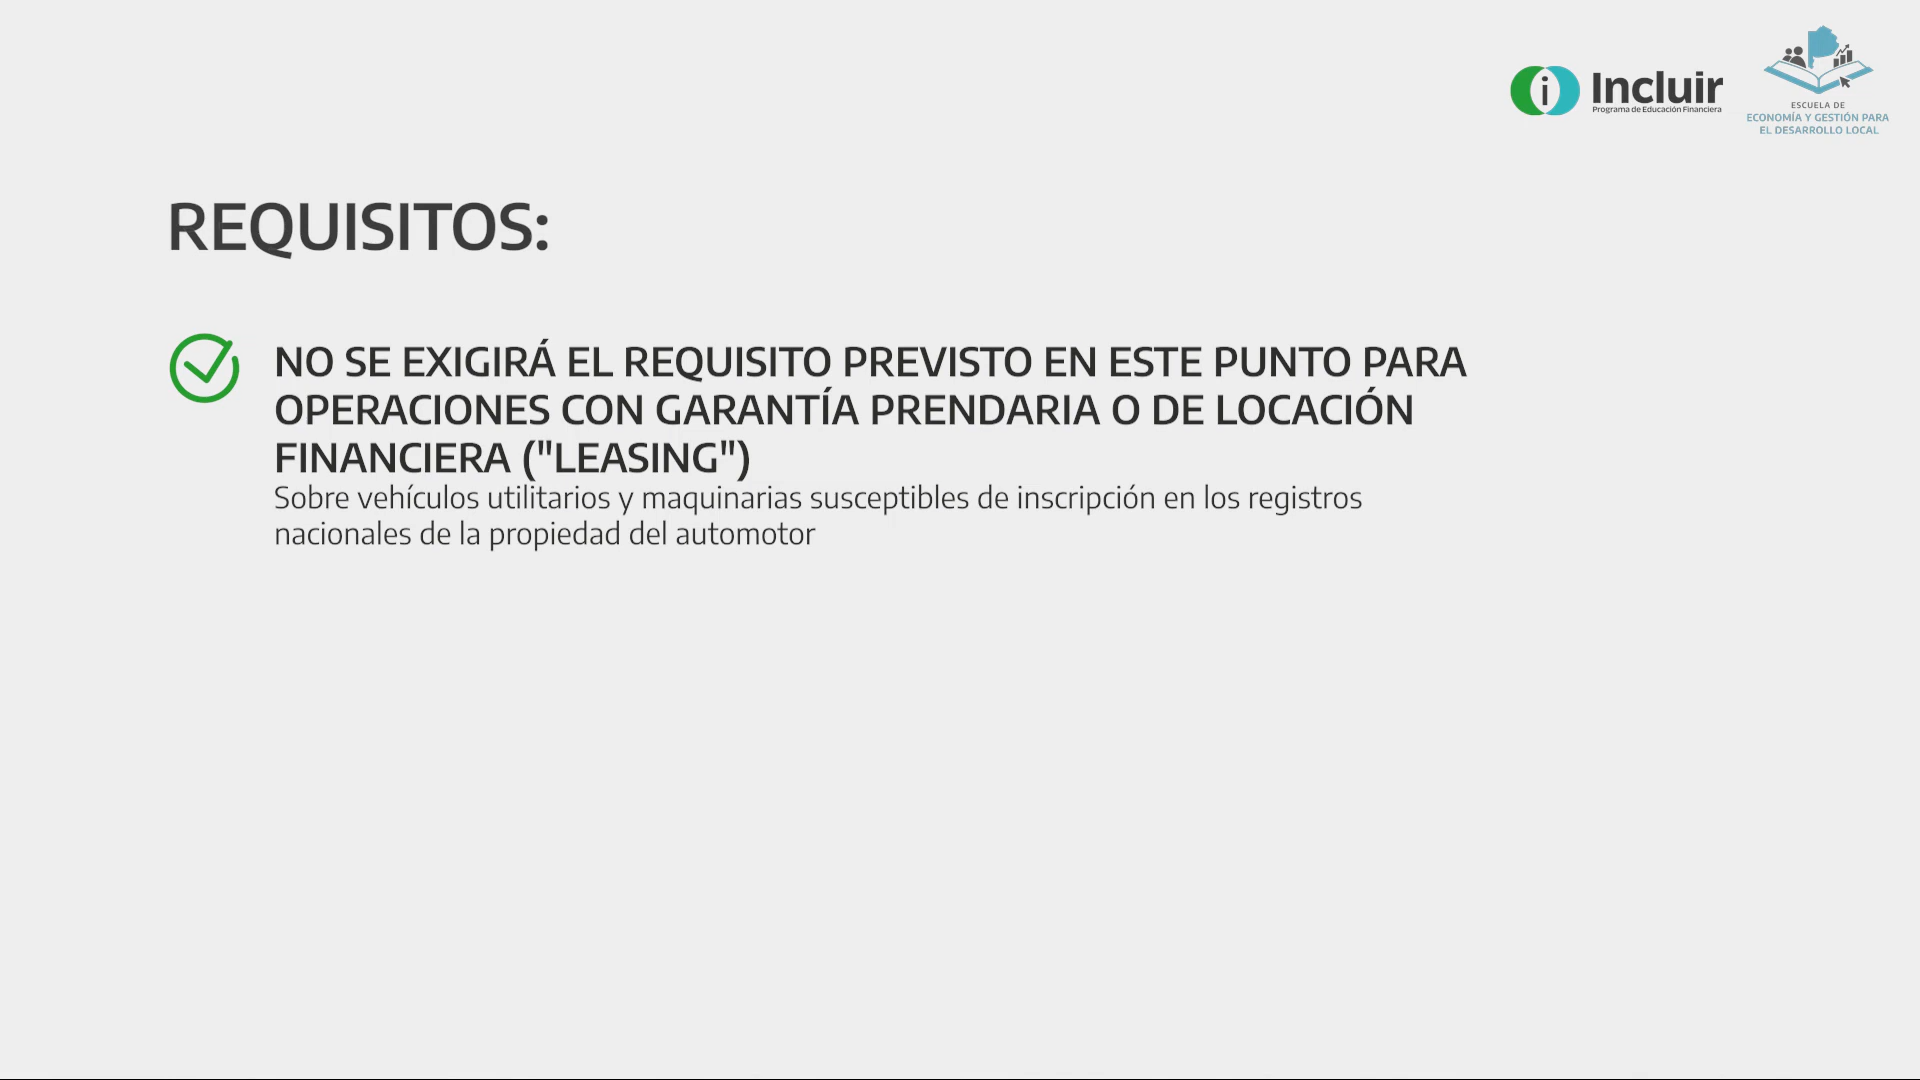 Incluir
Programa de Educación Financiera
ESCUELA DE
ECONOMÍA Y GESTIÓN PARA
EL DESARROLLO LOCAL
REQUISITOS:
NO SE EXIGIRÁ EL REQUISITO PREVISTO EN ESTE PUNTO PARA
OPERACIONES CON GARANTÍA PRENDARIA O DE LOCACIÓN
FINANCIERA ("LEASING")
Sobre vehículos utilitarios y maquinarias susceptibles de inscripción en los registros
nacionales de la propiedad del automotor